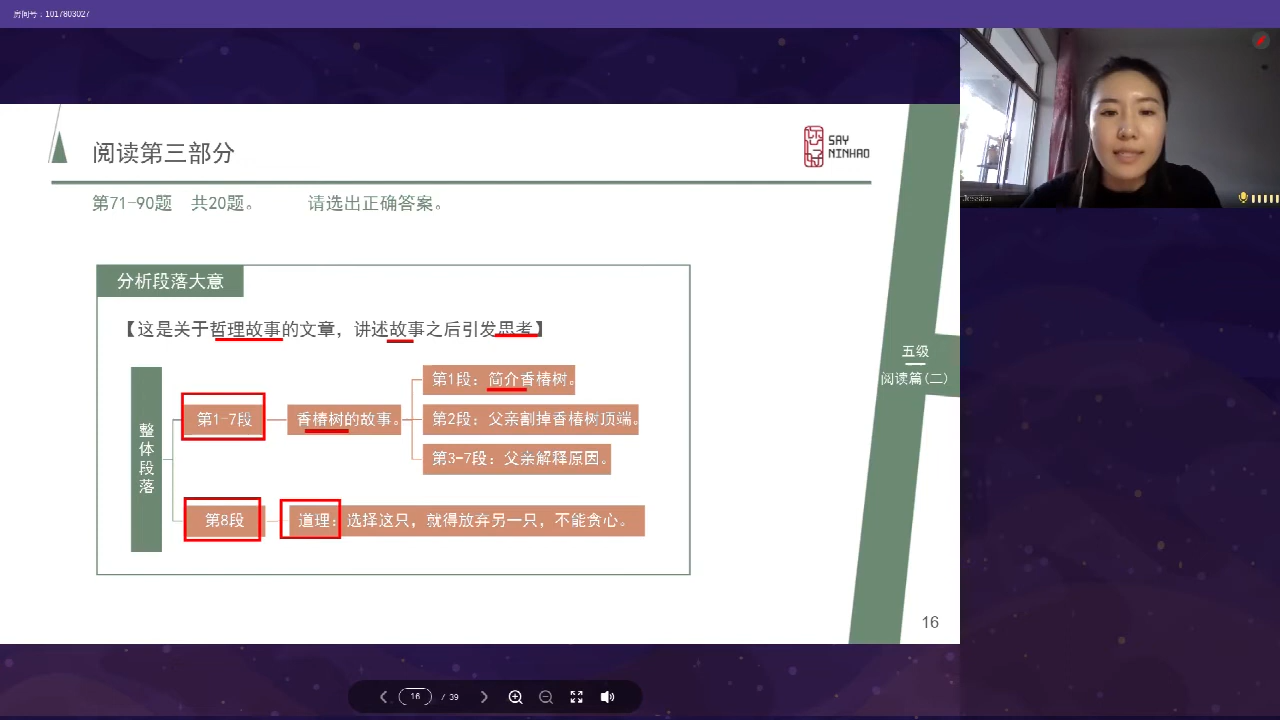 房间号：1017803027
阅读第三部分
SAY
NINHAO
第71-90题 共20题。 请选出正确答案。
分析段落大意
【这是关于哲理故事的文章，讲述故事之后引发思考】
整体段落
第1-7段
香椿树的故事。
第1段：简介香椿树。
第2段：父亲割掉香椿树顶端。
第3-7段：父亲解释原因。
第8段
道理：选择这只，就得放弃另一只，不能贪心。
五级
阅读篇(二)
16
Jessica
16 / 39